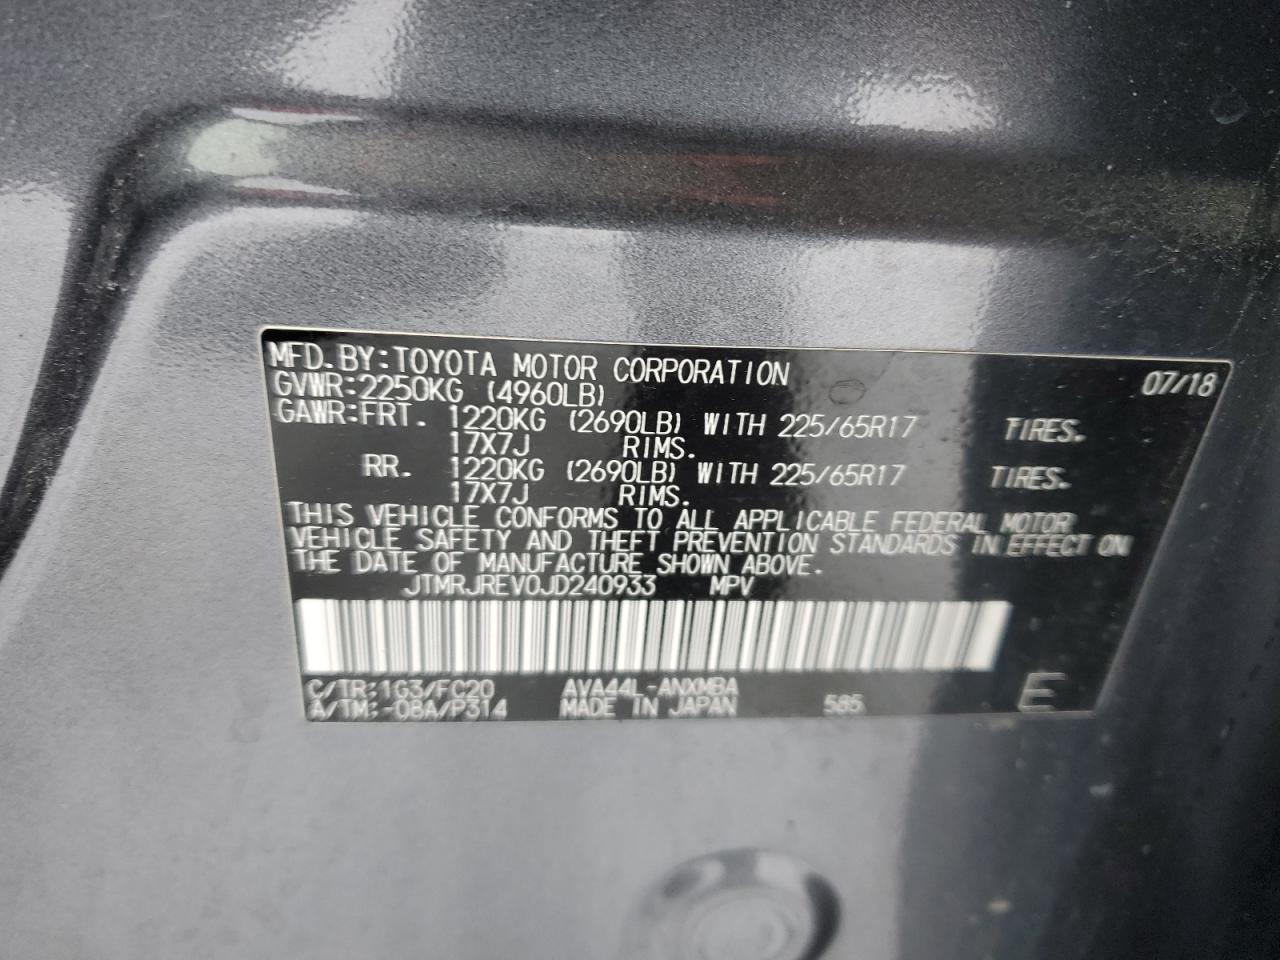 MFD.BY:TOYOTA MOTOR CORPORATION 07/18
GVWR:2250KG (4960LB)
GAWR:FRT. 1220KG (2690LB) WITH 225/65R17 TIRES.
17X7J RIMS.
RR. 1220KG (2690LB) WITH 225/65R17 TIRES.
17X7J RIMS.
THIS VEHICLE CONFORMS TO ALL APPLICABLE FEDERAL MOTOR
VEHICLE SAFETY AND THEFT PREVENTION STANDARDS IN EFFECT ON
THE DATE OF MANUFACTURE SHOWN ABOVE.
JTMRJREV0JD240933 MPV
C/TR:1G3/FC20 AVA44L-ANXMBA
A/TM:-08A/P314 MADE IN JAPAN 585 E